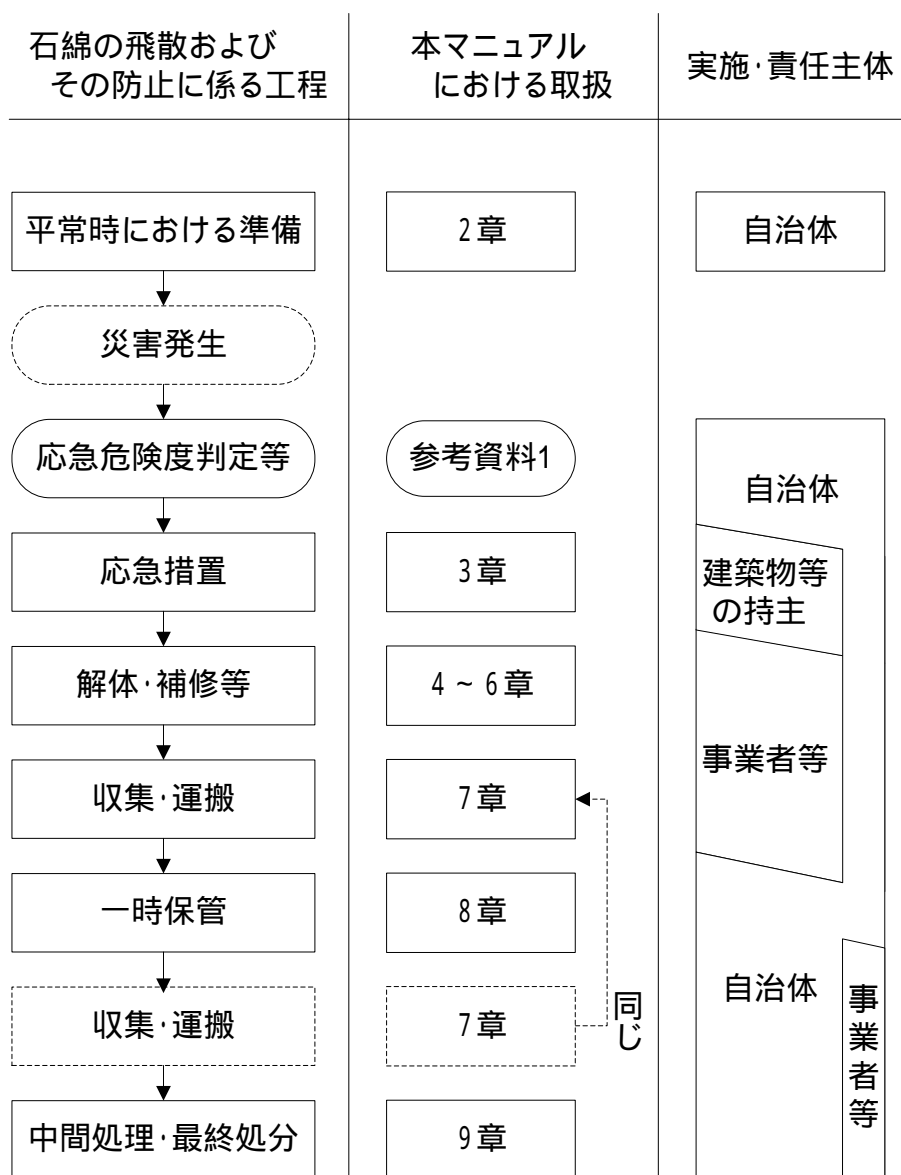 石綿の飛散および
その防止に係る工程
本マニュアル
における取扱
実施・責任主体
平常時における準備
2章
自治体
災害発生
応急危険度判定等
参考資料1
自治体
応急措置
3章
建築物等
の持主
解体・補修等
4～6章
事業者等
収集・運搬
7章
一時保管
8章
自治体
事業者等
収集・運搬
7章
同じ
中間処理・最終処分
9章